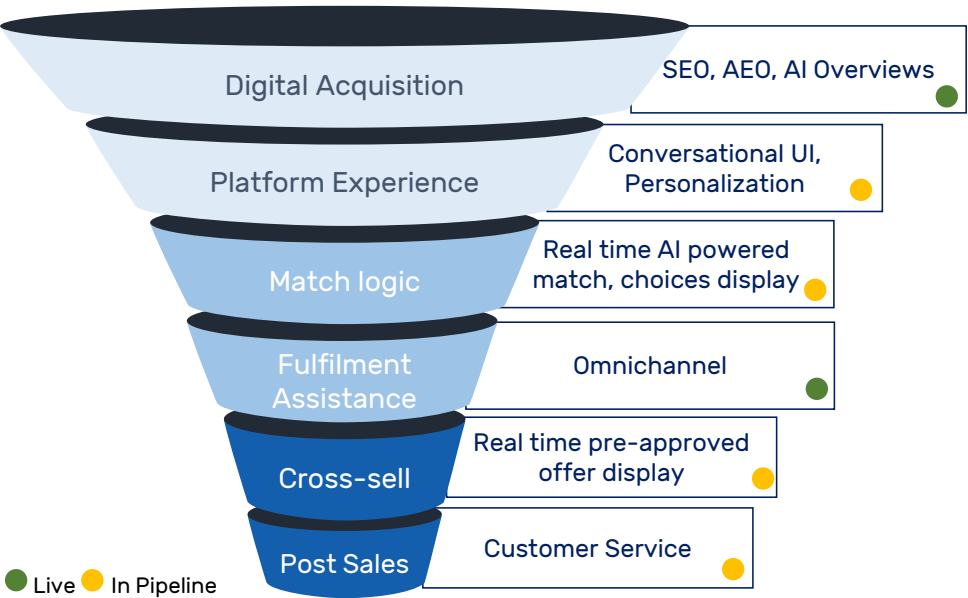 Digital Acquisition
SEO, AEO, AI Overviews
Platform Experience
Conversational UI,
Personalization
Match logic
Real time AI powered
match, choices display
Fulfilment
Assistance
Omnichannel
Cross-sell
Real time pre-approved
offer display
Post Sales
Customer Service
Live
In Pipeline